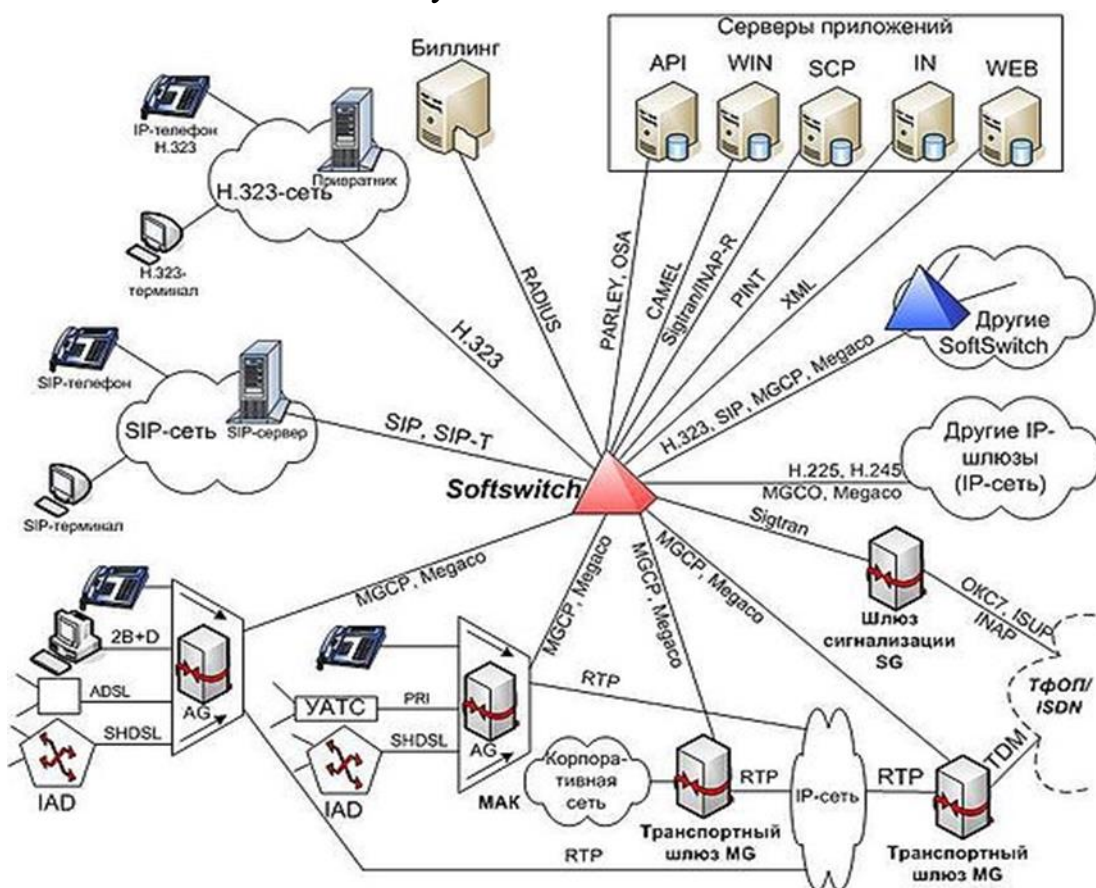 Серверы приложений
Биллинг
API
WIN
SCP
IN
WEB
IP-телефон
H.323
Привратник
H.323-сеть
H.323-
терминал
RADIUS
PARLEY, OSA
CAMEL
Sigtran/INAP-R
PINT
XML
H.323
Другие
SoftSwitch
SIP-телефон
SIP-сеть
SIP-сервер
SIP-терминал
SIP, SIP-T
H.323, SIP, MGCP, Megaco
Другие IP-
шлюзы
(IP-сеть)
H.225, H.245
MGCO, Megaco
Softswitch
Sigtran
MGCP, Megaco
MGCP, Megaco
MGCP, Megaco
MGCP, Megaco
Шлюз
сигнализации
SG
ОКС7, ISUP
INAP
ТфОП/
ISDN
2B+D
ADSL
AG
SHDSL
IAD
УАТС
PRI
SHDSL
AG
IAD
МАК
RTP
Корпора-
тивная
сеть
RTP
IP-сеть
RTP
TDM
Транспортный
шлюз MG
RTP
Транспортный
шлюз MG